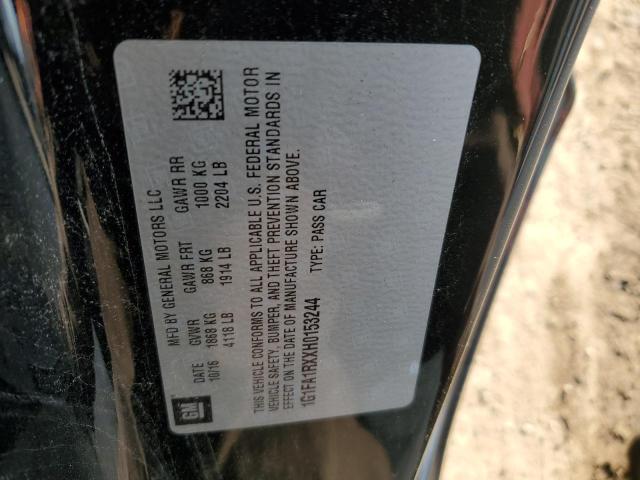 MFD BY GENERAL MOTORS LLC
DATE GVWR GAWR FRT GAWR RR
10/16 1868 KG 868 KG 1000 KG
4118 LB 1914 LB 2204 LB
GM
THIS VEHICLE CONFORMS TO ALL APPLICABLE U.S. FEDERAL MOTOR
VEHICLE SAFETY, BUMPER, AND THEFT PREVENTION STANDARDS IN
EFFECT ON THE DATE OF MANUFACTURE SHOWN ABOVE.
1G1FA1RXXH0153244 TYPE: PASS CAR